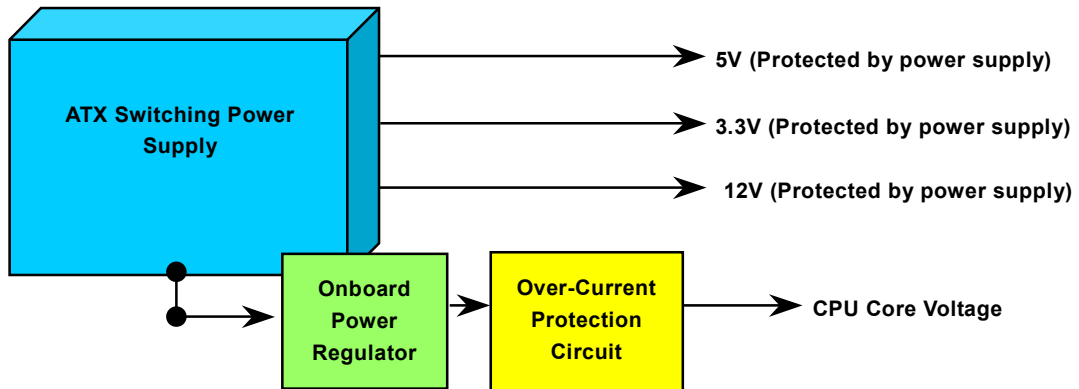 ATX Switching Power
Supply
5V (Protected by power supply)
3.3V (Protected by power supply)
12V (Protected by power supply)
Onboard
Power
Regulator
Over-Current
Protection
Circuit
CPU Core Voltage